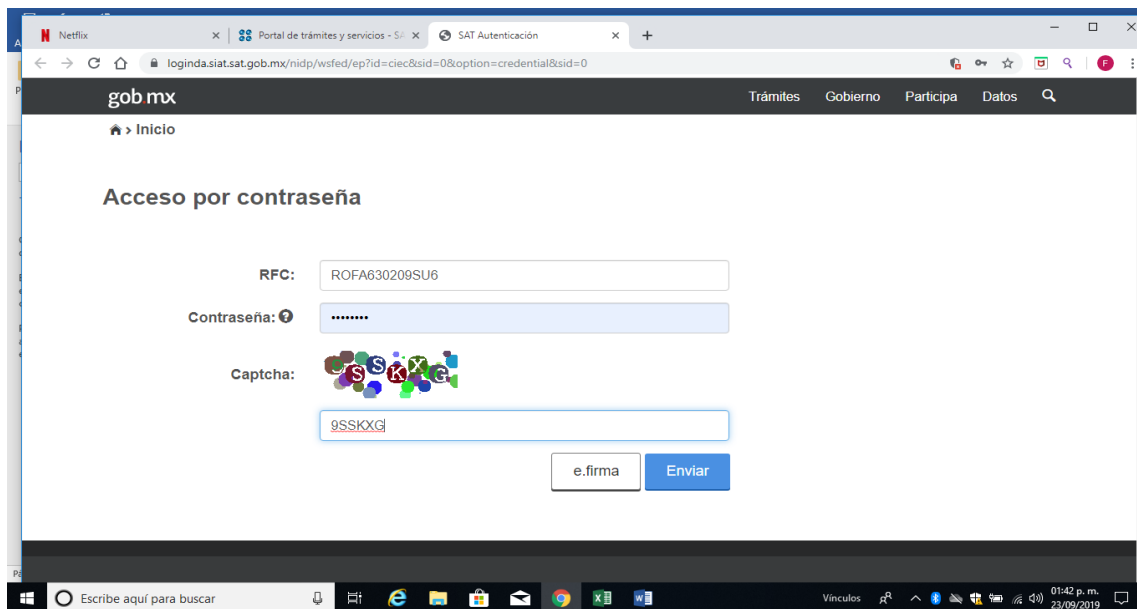 Netflix
Portal de trámites y servicios - SA
SAT Autenticación
loginda.siat.sat.gob.mx/nidp/wsfed/ep?id=ciec&sid=0&option=credential&sid=0
F
gob.mx
Trámites Gobierno Participa Datos
> Inicio
Acceso por contraseña
RFC: ROFA630209SU6
Contraseña: ••••••••
Captcha: SSKXG
9SSKXG
e.firma Enviar
Escribe aquí para buscar
Vínculos
01:42 p. m.
23/09/2019